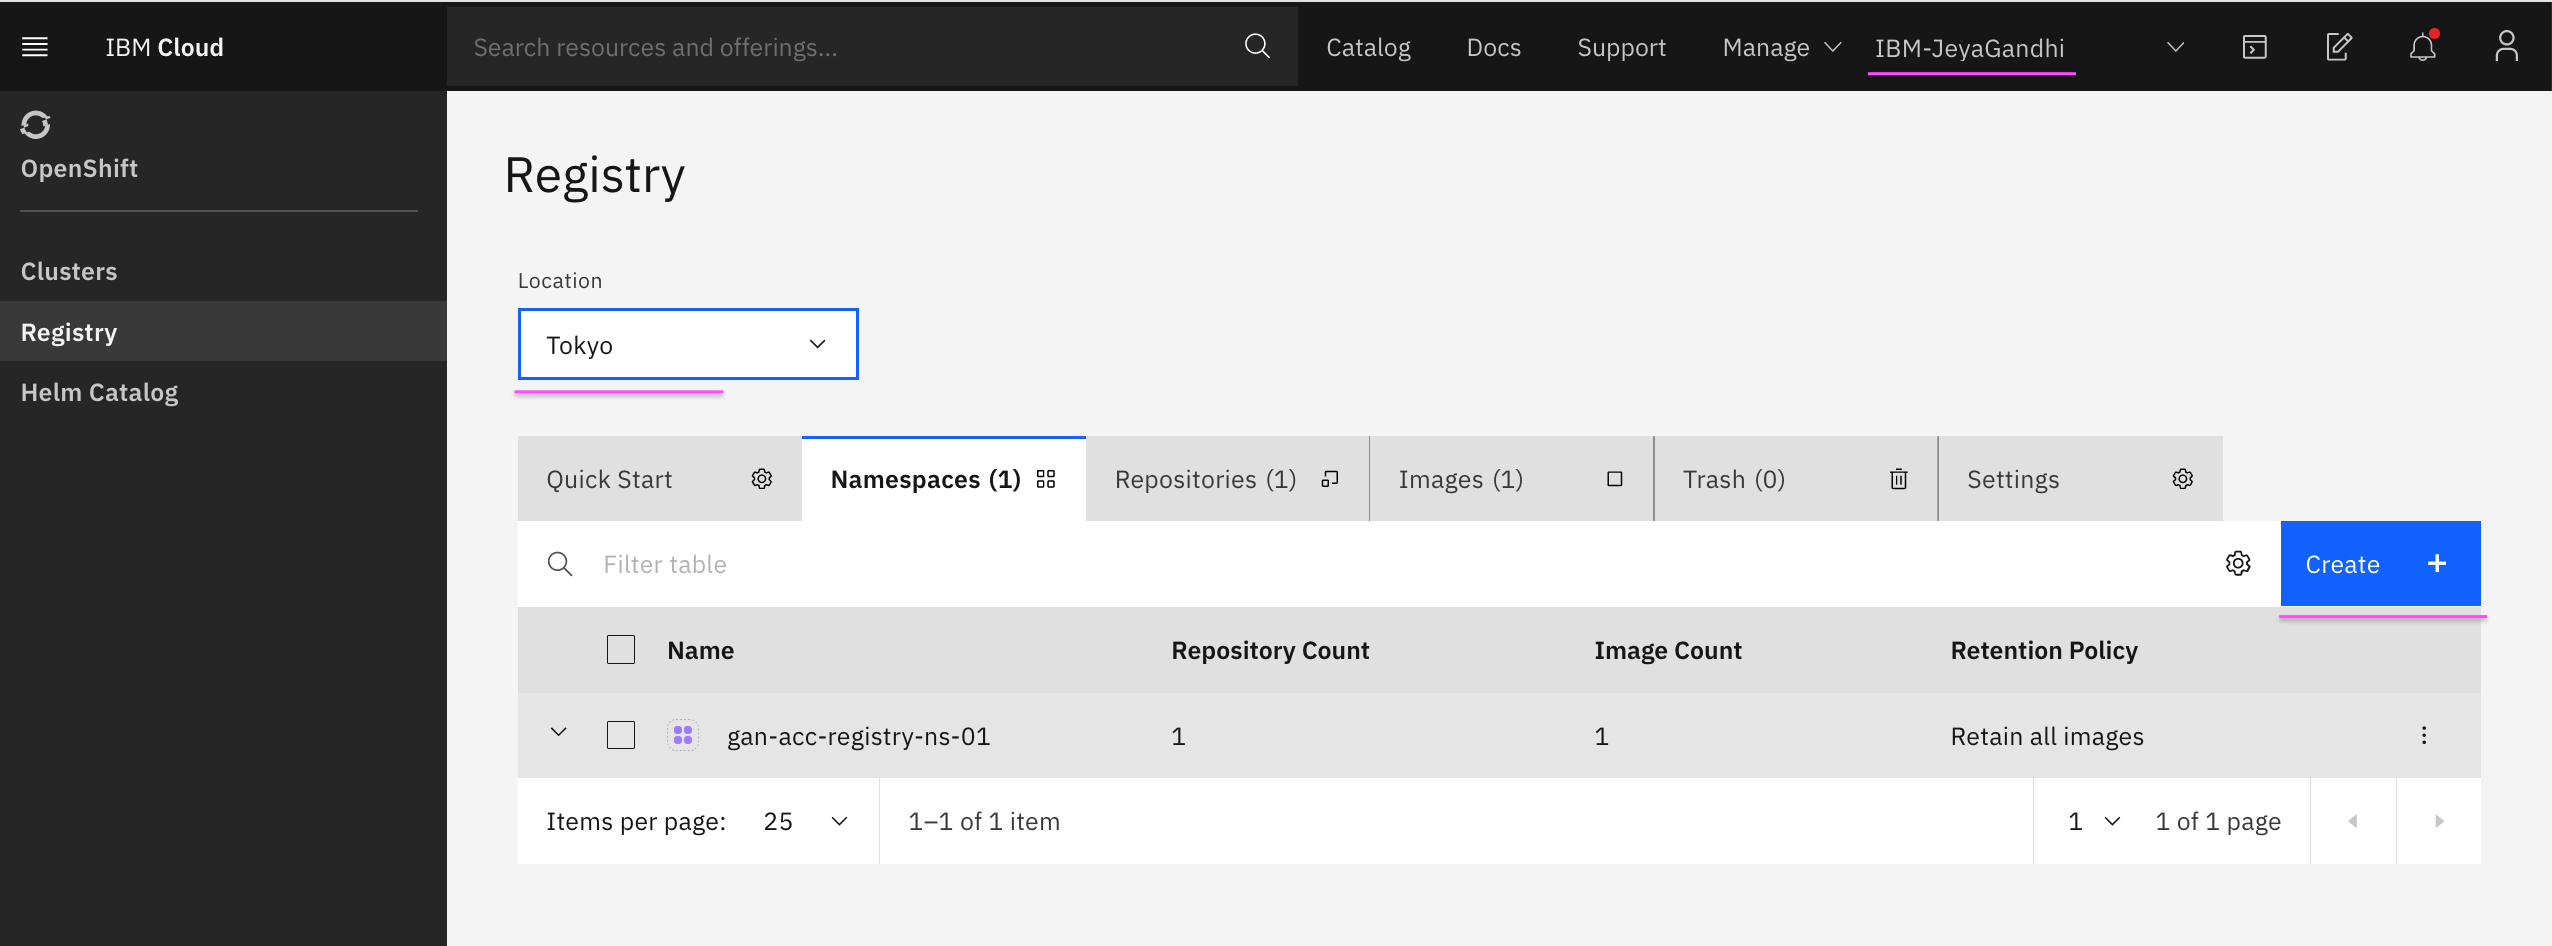 IBM Cloud
Search resources and offerings...
Catalog
Docs
Support
Manage
IBM-JeyaGandhi
OpenShift
Clusters
Registry
Helm Catalog
Registry
Location
Tokyo
Quick Start
Namespaces (1)
Repositories (1)
Images (1)
Trash (0)
Settings
Filter table
Create +
Name
Repository Count
Image Count
Retention Policy
gan-acc-registry-ns-01
1
1
Retain all images
Items per page: 25
1–1 of 1 item
1
1 of 1 page